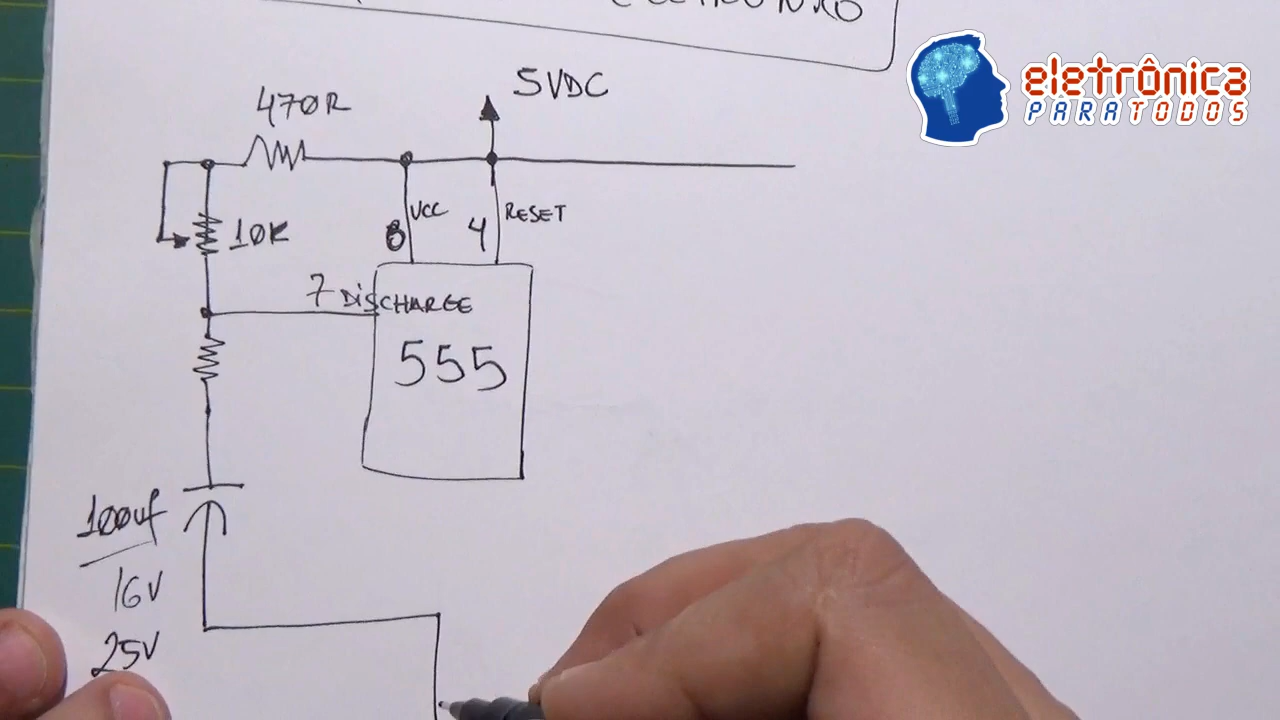 eletrônica
PARATODOS
5VDC
470R
VCC
RESET
8
4
10K
7 DISCHARGE
555
100uf
16V
25V